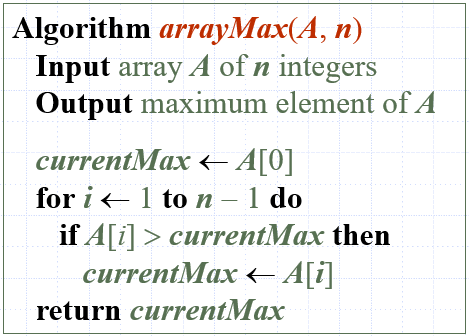 Algorithm arrayMax(A, n)
Input array A of n integers
Output maximum element of A
currentMax ← A[0]
for i ← 1 to n – 1 do
if A[i] > currentMax then
currentMax ← A[i]
return currentMax